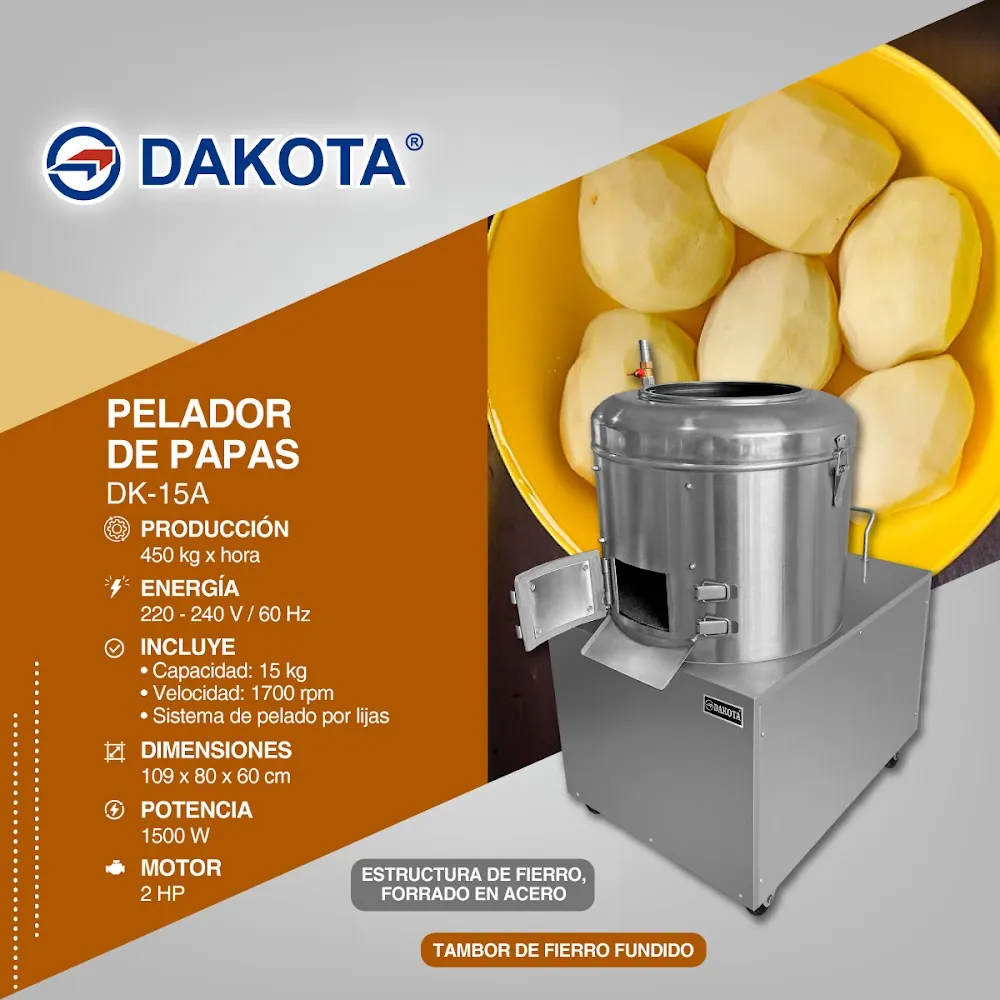 DAKOTA®
PELADOR
DE PAPAS
DK-15A
PRODUCCIÓN
450 kg x hora
ENERGÍA
220 - 240 V / 60 Hz
INCLUYE
• Capacidad: 15 kg
• Velocidad: 1700 rpm
• Sistema de pelado por lijas
DIMENSIONES
109 x 80 x 60 cm
POTENCIA
1500 W
MOTOR
2 HP
DAKOTA
ESTRUCTURA DE FIERRO,
FORRADO EN ACERO
TAMBOR DE FIERRO FUNDIDO